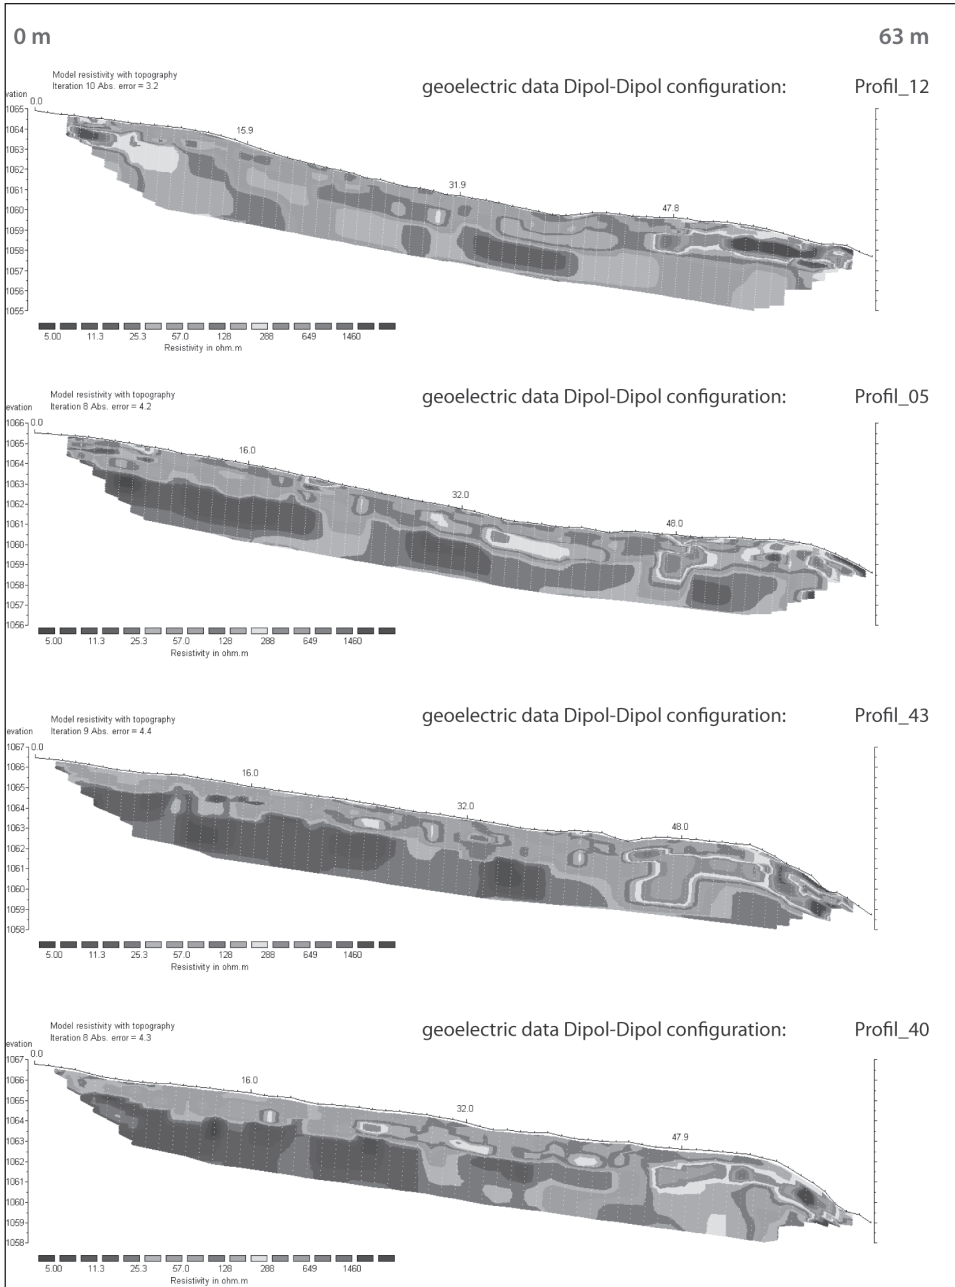 0 m 63 m
Model resistivity with topography
Iteration 10 Abs. error = 3.2
geoelectric data Dipol-Dipol configuration: Profil_12
vation
0.0
1065
1064
1063
1062
1061
1060
1059
1058
1057
1056
1055
15.9
31.9
47.8
5.00 11.3 25.3 57.0 128 288 649 1460
Resistivity in ohm.m
Model resistivity with topography
Iteration 8 Abs. error = 4.2
geoelectric data Dipol-Dipol configuration: Profil_05
evation
0.0
1066
1065
1064
1063
1062
1061
1060
1059
1058
1057
1056
16.0
32.0
48.0
5.00 11.3 25.3 57.0 128 288 649 1460
Resistivity in ohm.m
Model resistivity with topography
Iteration 9 Abs. error = 4.4
geoelectric data Dipol-Dipol configuration: Profil_43
evation
0.0
1067
1066
1065
1064
1063
1062
1061
1060
1059
1058
16.0
32.0
48.0
5.00 11.3 25.3 57.0 128 288 649 1460
Resistivity in ohm.m
Model resistivity with topography
Iteration 8 Abs. error = 4.3
geoelectric data Dipol-Dipol configuration: Profil_40
evation
0.0
1067
1066
1065
1064
1063
1062
1061
1060
1059
1058
16.0
32.0
47.9
5.00 11.3 25.3 57.0 128 288 649 1460
Resistivity in ohm.m